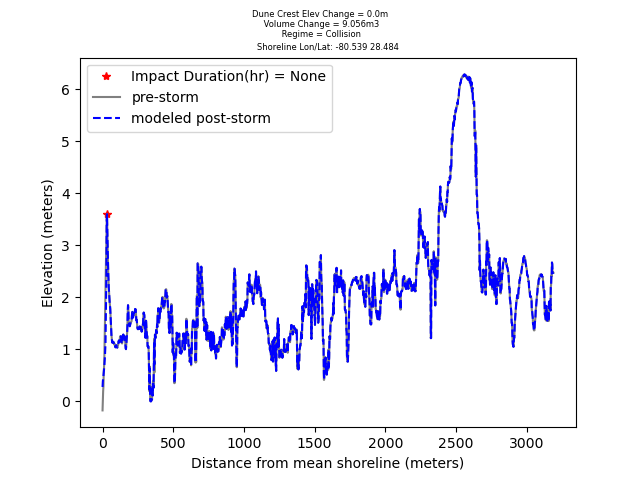 Dune Crest Elev Change = 0.0m
Volume Change = 9.056m3
Regime = Collision
Shoreline Lon/Lat: -80.539 28.484
Impact Duration(hr) = None
pre-storm
modeled post-storm
Elevation (meters)
6
5
4
3
2
1
0
0 500 1000 1500 2000 2500 3000
Distance from mean shoreline (meters)